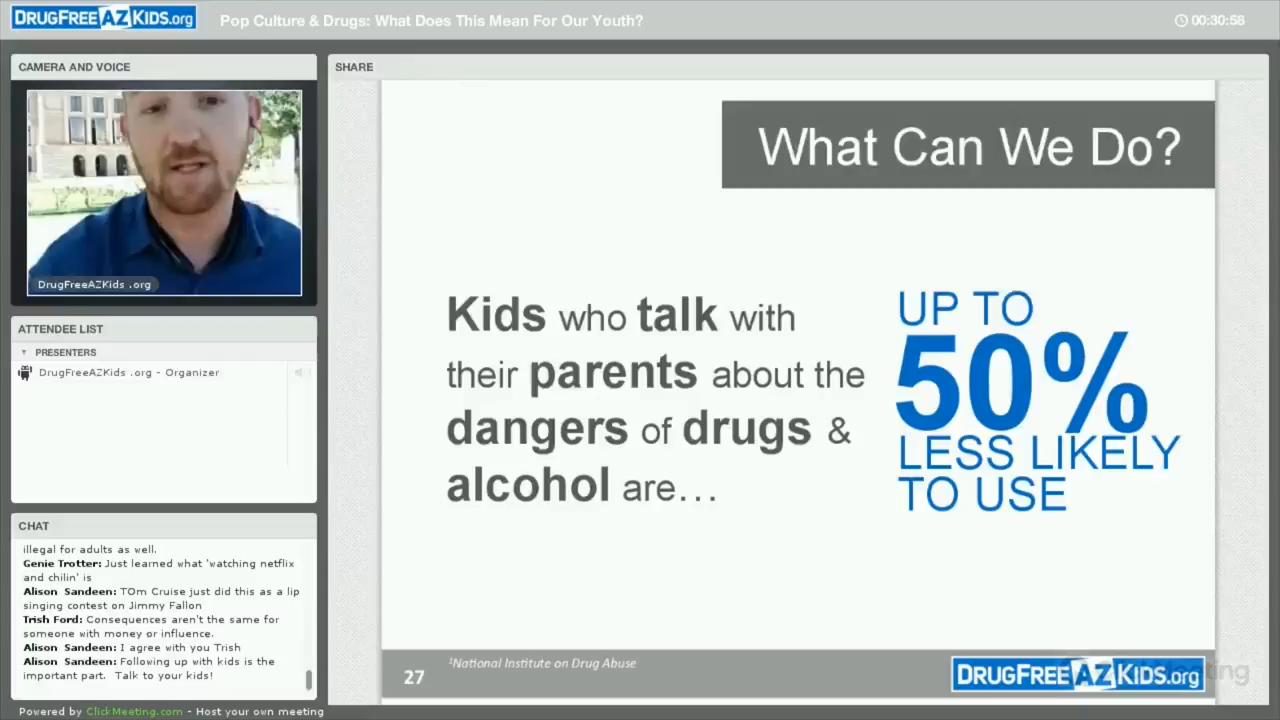 DRUGFREEAZKIDS.org
Pop Culture & Drugs: What Does This Mean For Our Youth?
00:30:58
CAMERA AND VOICE
DrugFreeAZKids .org
ATTENDEE LIST
PRESENTERS
DrugFreeAZKids .org - Organizer
CHAT
illegal for adults as well.
Genie Trotter: Just learned what 'watching netflix
and chilin' is
Alison Sandeen: TOm Cruise just did this as a lip
singing contest on Jimmy Fallon
Trish Ford: Consequences aren't the same for
someone with money or influence.
Alison Sandeen: I agree with you Trish
Alison Sandeen: Following up with kids is the
important part. Talk to your kids!
SHARE
What Can We Do?
Kids who talk with
their parents about the
dangers of drugs &
alcohol are...
UP TO
50%
LESS LIKELY
TO USE
27
¹National Institute on Drug Abuse
DRUGFREEAZKIDS.org
Powered by ClickMeeting.com - Host your own meeting